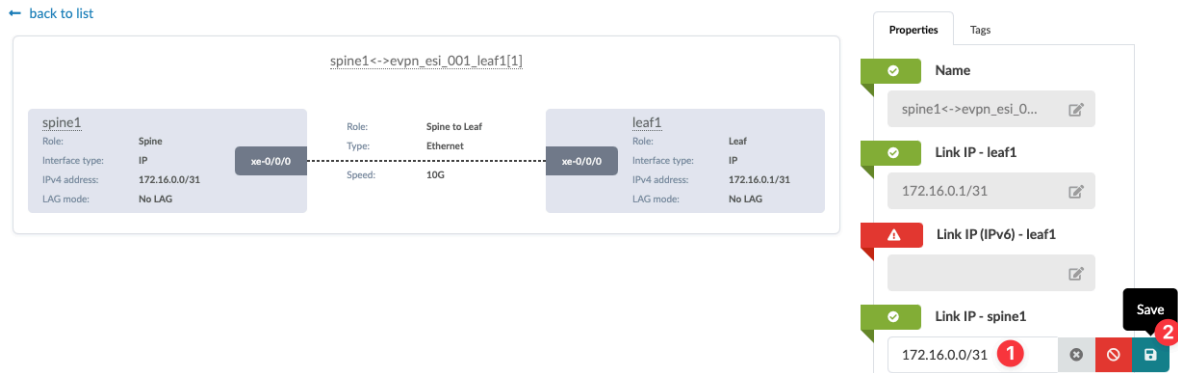 ← back to list
spine1<->evpn_esi_001_leaf1[1]
spine1
Role: Spine
Interface type: IP
IPv4 address: 172.16.0.0/31
LAG mode: No LAG
xe-0/0/0
Role: Spine to Leaf
Type: Ethernet
Speed: 10G
xe-0/0/0
leaf1
Role: Leaf
Interface type: IP
IPv4 address: 172.16.0.1/31
LAG mode: No LAG
Properties Tags
Name
spine1<->evpn_esi_0...
Link IP - leaf1
172.16.0.1/31
Link IP (IPv6) - leaf1
Link IP - spine1
Save
2
172.16.0.0/31 1